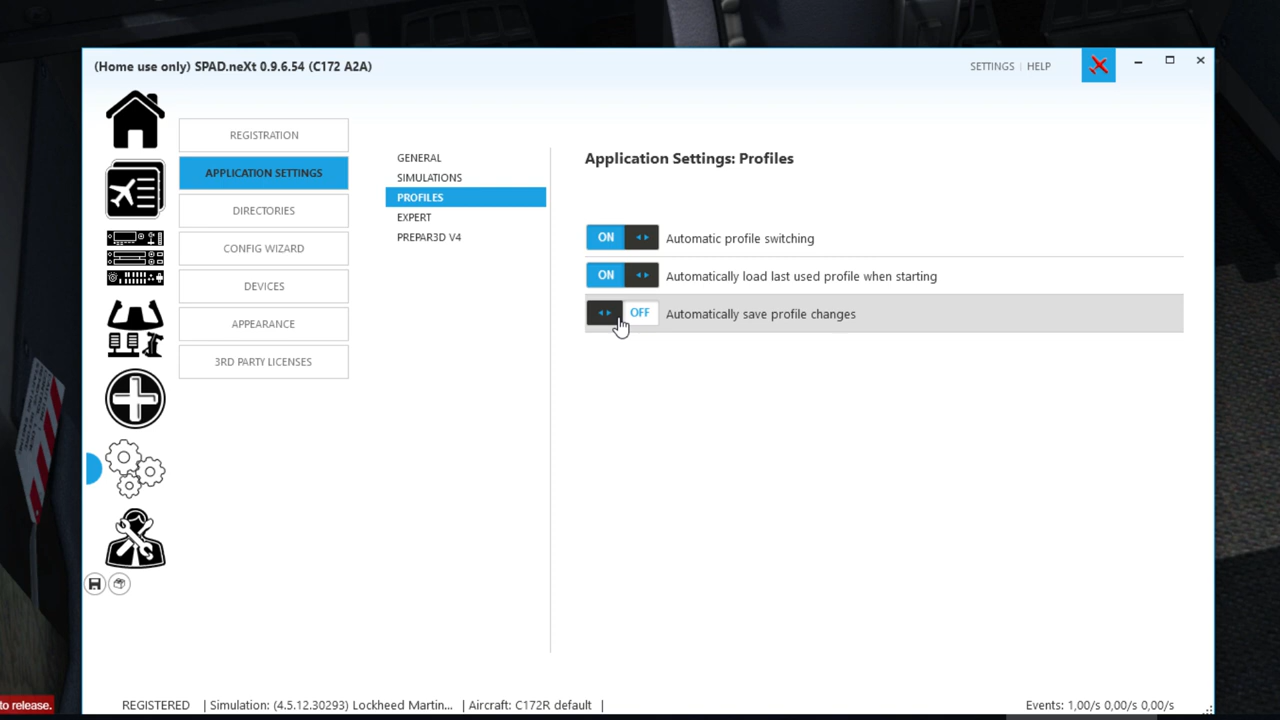 (Home use only) SPAD.neXt 0.9.6.54 (C172 A2A)
SETTINGS | HELP
REGISTRATION
APPLICATION SETTINGS
DIRECTORIES
CONFIG WIZARD
DEVICES
APPEARANCE
3RD PARTY LICENSES
GENERAL
SIMULATIONS
PROFILES
EXPERT
PREPAR3D V4
Application Settings: Profiles
ON Automatic profile switching
ON Automatically load last used profile when starting
OFF Automatically save profile changes
to release.
REGISTERED | Simulation: (4.5.12.30293) Lockheed Martin... | Aircraft: C172R default |
Events: 1,00/s 0,00/s 0,00/s